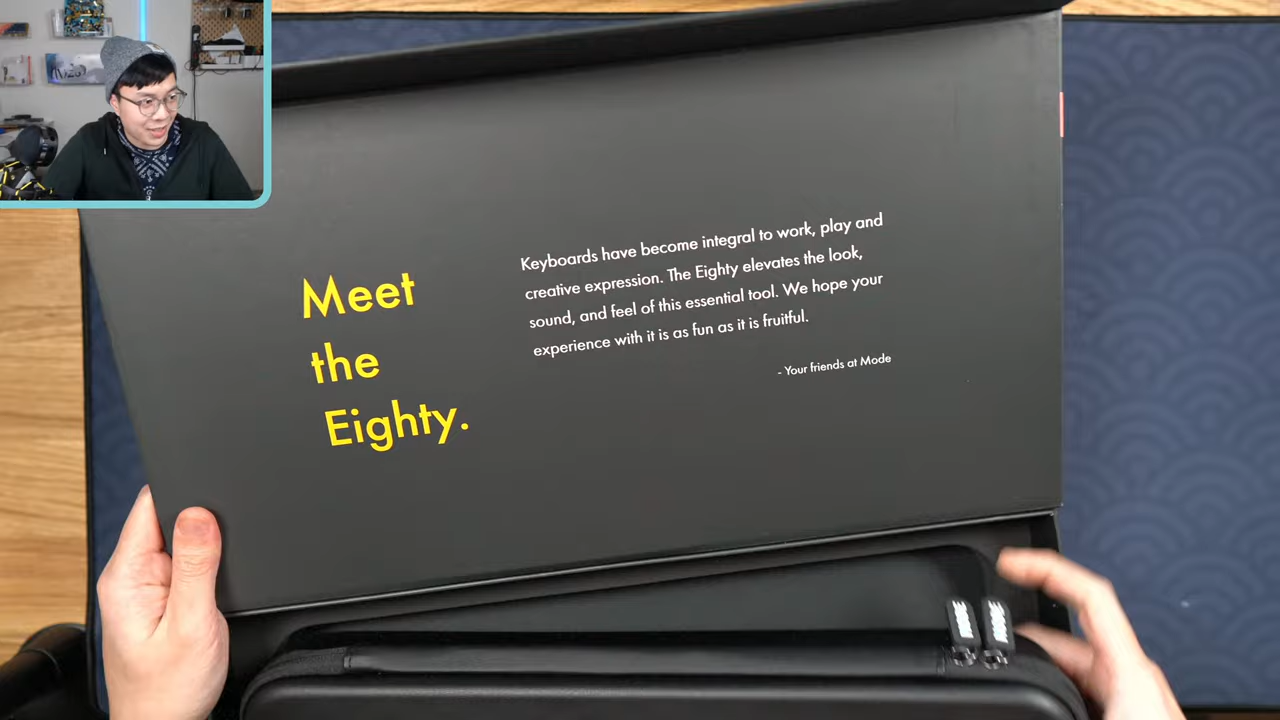 Meet
the
Eighty.
Keyboards have become integral to work, play and
creative expression. The Eighty elevates the look,
sound, and feel of this essential tool. We hope your
experience with it is as fun as it is fruitful.
- Your friends at Mode